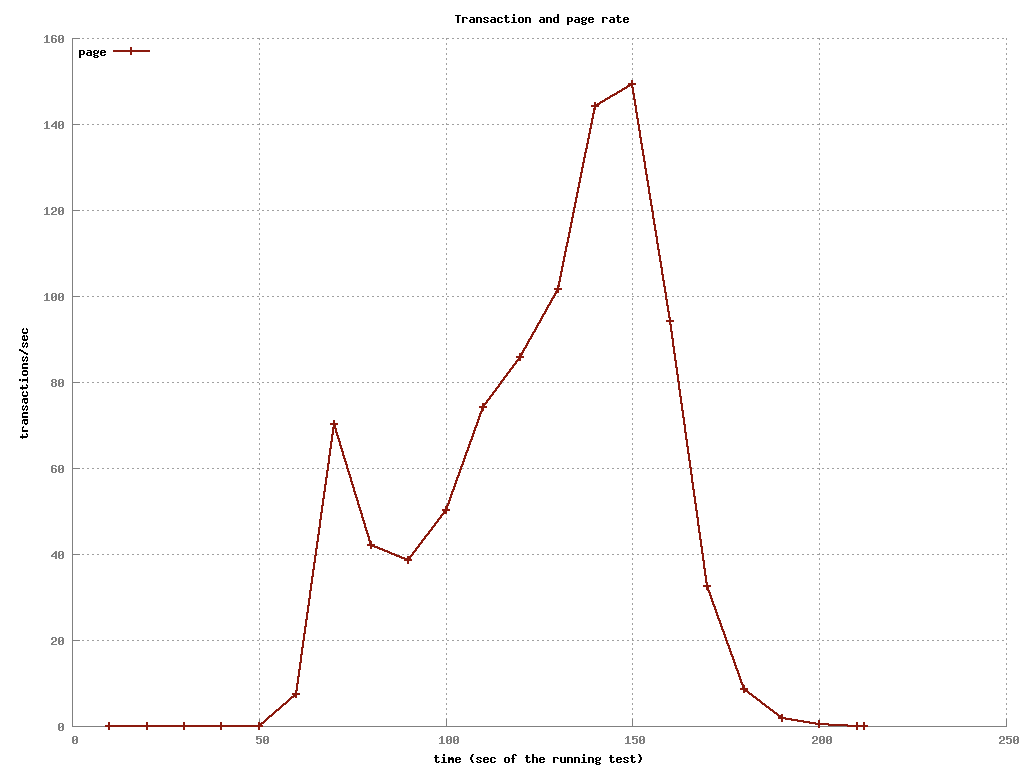 Transaction and page rate
page
160
140
120
100
80
60
40
20
0
transactions/sec
0 50 100 150 200 250
time (sec of the running test)